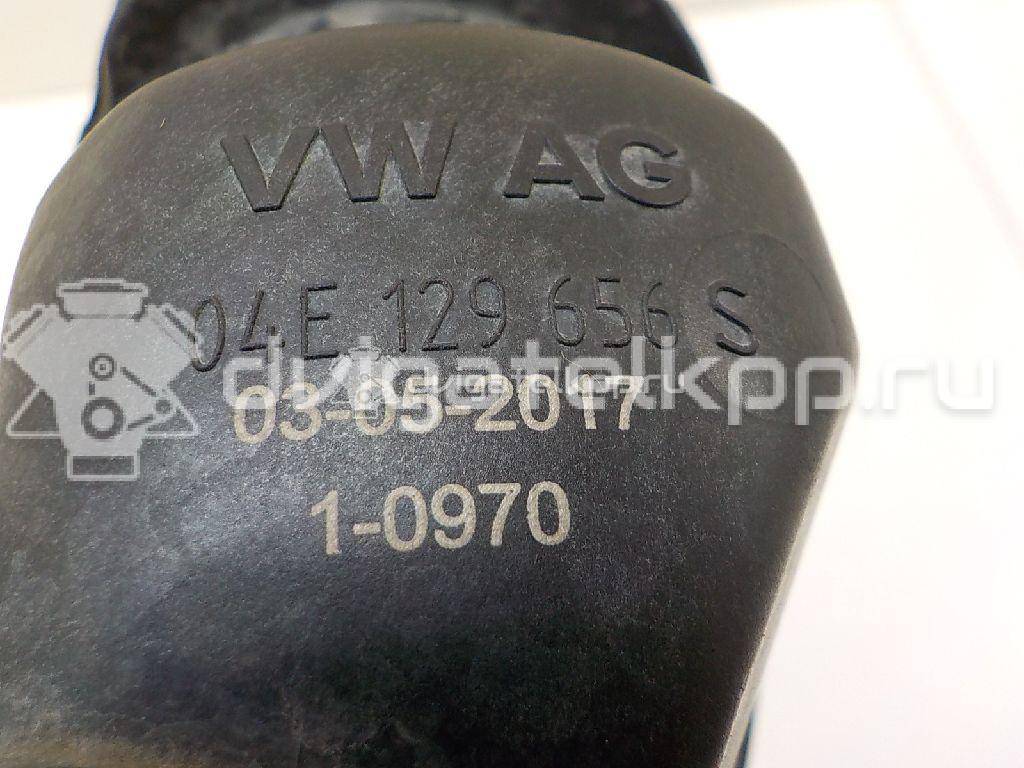 VW AG
04E 129 656 S
03-05-2017
1-0970
dvigatelkpp.ru